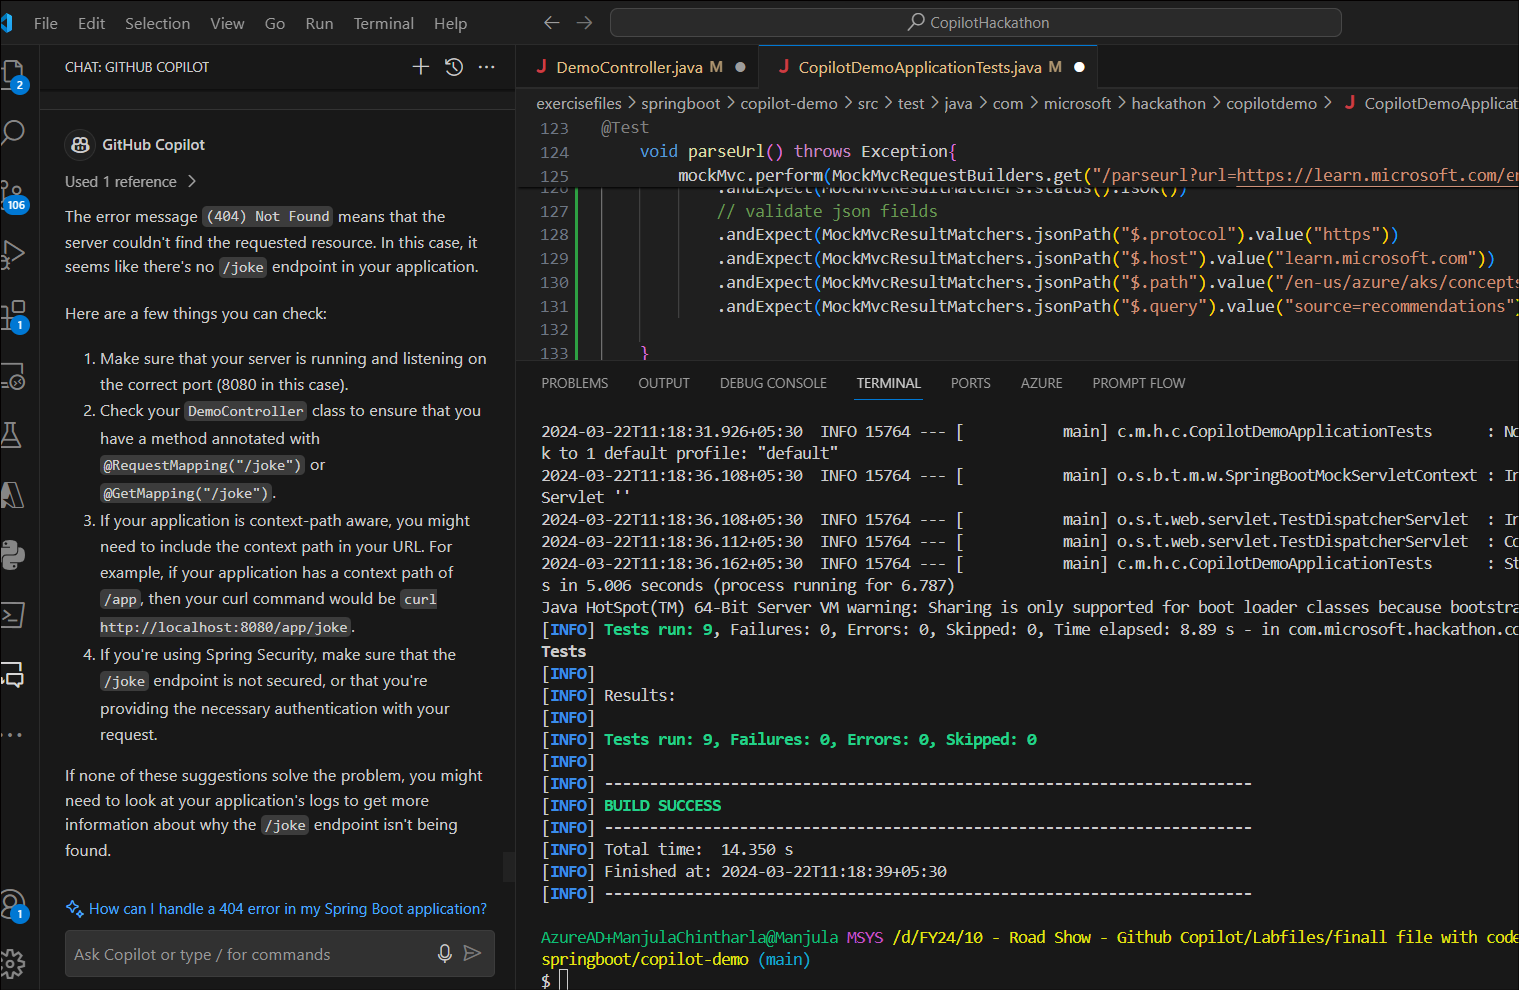 File Edit Selection View Go Run Terminal Help
CopilotHackathon
2
106
1
1
CHAT: GITHUB COPILOT
GitHub Copilot
Used 1 reference
The error message (404) Not Found means that the
server couldn't find the requested resource. In this case, it
seems like there's no /joke endpoint in your application.
Here are a few things you can check:
1. Make sure that your server is running and listening on
the correct port (8080 in this case).
2. Check your DemoController class to ensure that you
have a method annotated with
@RequestMapping("/joke") or
@GetMapping("/joke").
3. If your application is context-path aware, you might
need to include the context path in your URL. For
example, if your application has a context path of
/app, then your curl command would be curl
http://localhost:8080/app/joke.
4. If you're using Spring Security, make sure that the
/joke endpoint is not secured, or that you're
providing the necessary authentication with your
request.
If none of these suggestions solve the problem, you might
need to look at your application's logs to get more
information about why the /joke endpoint isn't being
found.
How can I handle a 404 error in my Spring Boot application?
Ask Copilot or type / for commands
DemoController.java M
CopilotDemoApplicationTests.java M
exercisefiles > springboot > copilot-demo > src > test > java > com > microsoft > hackathon > copilotdemo > CopilotDemoApplicat
123 @Test
124 void parseUrl() throws Exception{
125 mockMvc.perform(MockMvcRequestBuilders.get("/parseurl?url=https://learn.microsoft.com/en
126 .andExpect(MockMvcResultMatchers.status().isOk())
127 // validate json fields
128 .andExpect(MockMvcResultMatchers.jsonPath("$.protocol").value("https"))
129 .andExpect(MockMvcResultMatchers.jsonPath("$.host").value("learn.microsoft.com"))
130 .andExpect(MockMvcResultMatchers.jsonPath("$.path").value("/en-us/azure/aks/concepts
131 .andExpect(MockMvcResultMatchers.jsonPath("$.query").value("source=recommendations")
132
133 }
PROBLEMS OUTPUT DEBUG CONSOLE TERMINAL PORTS AZURE PROMPT FLOW
2024-03-22T11:18:31.926+05:30 INFO 15764 --- [ main] c.m.h.c.CopilotDemoApplicationTests : No
k to 1 default profile: "default"
2024-03-22T11:18:36.108+05:30 INFO 15764 --- [ main] o.s.b.t.m.w.SpringBootMockServletContext : In
Servlet ''
2024-03-22T11:18:36.108+05:30 INFO 15764 --- [ main] o.s.t.web.servlet.TestDispatcherServlet : In
2024-03-22T11:18:36.112+05:30 INFO 15764 --- [ main] o.s.t.web.servlet.TestDispatcherServlet : Co
2024-03-22T11:18:36.162+05:30 INFO 15764 --- [ main] c.m.h.c.CopilotDemoApplicationTests : St
s in 5.006 seconds (process running for 6.787)
Java HotSpot(TM) 64-Bit Server VM warning: Sharing is only supported for boot loader classes because bootstra
[INFO] Tests run: 9, Failures: 0, Errors: 0, Skipped: 0, Time elapsed: 8.89 s - in com.microsoft.hackathon.co
Tests
[INFO]
[INFO] Results:
[INFO]
[INFO] Tests run: 9, Failures: 0, Errors: 0, Skipped: 0
[INFO]
[INFO] ------------------------------------------------------------------------
[INFO] BUILD SUCCESS
[INFO] ------------------------------------------------------------------------
[INFO] Total time: 14.350 s
[INFO] Finished at: 2024-03-22T11:18:39+05:30
[INFO] ------------------------------------------------------------------------
AzureAD+ManjulaChintharla@Manjula MSYS /d/FY24/10 - Road Show - Github Copilot/Labfiles/finall file with code
springboot/copilot-demo (main)
$